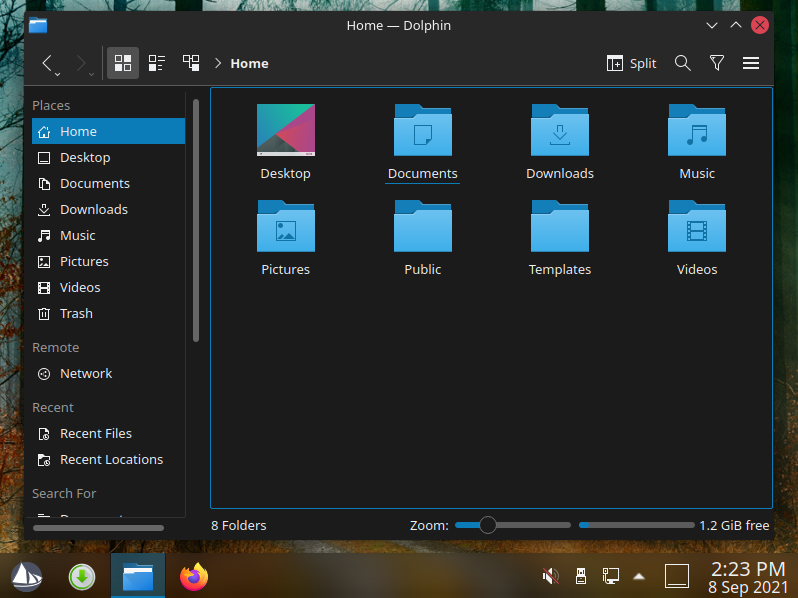 Home — Dolphin
Home
Split
Places
Home
Desktop
Documents
Downloads
Music
Pictures
Videos
Trash
Remote
Network
Recent
Recent Files
Recent Locations
Search For
Desktop
Documents
Downloads
Music
Pictures
Public
Templates
Videos
8 Folders
Zoom:
1.2 GiB free
2:23 PM
8 Sep 2021